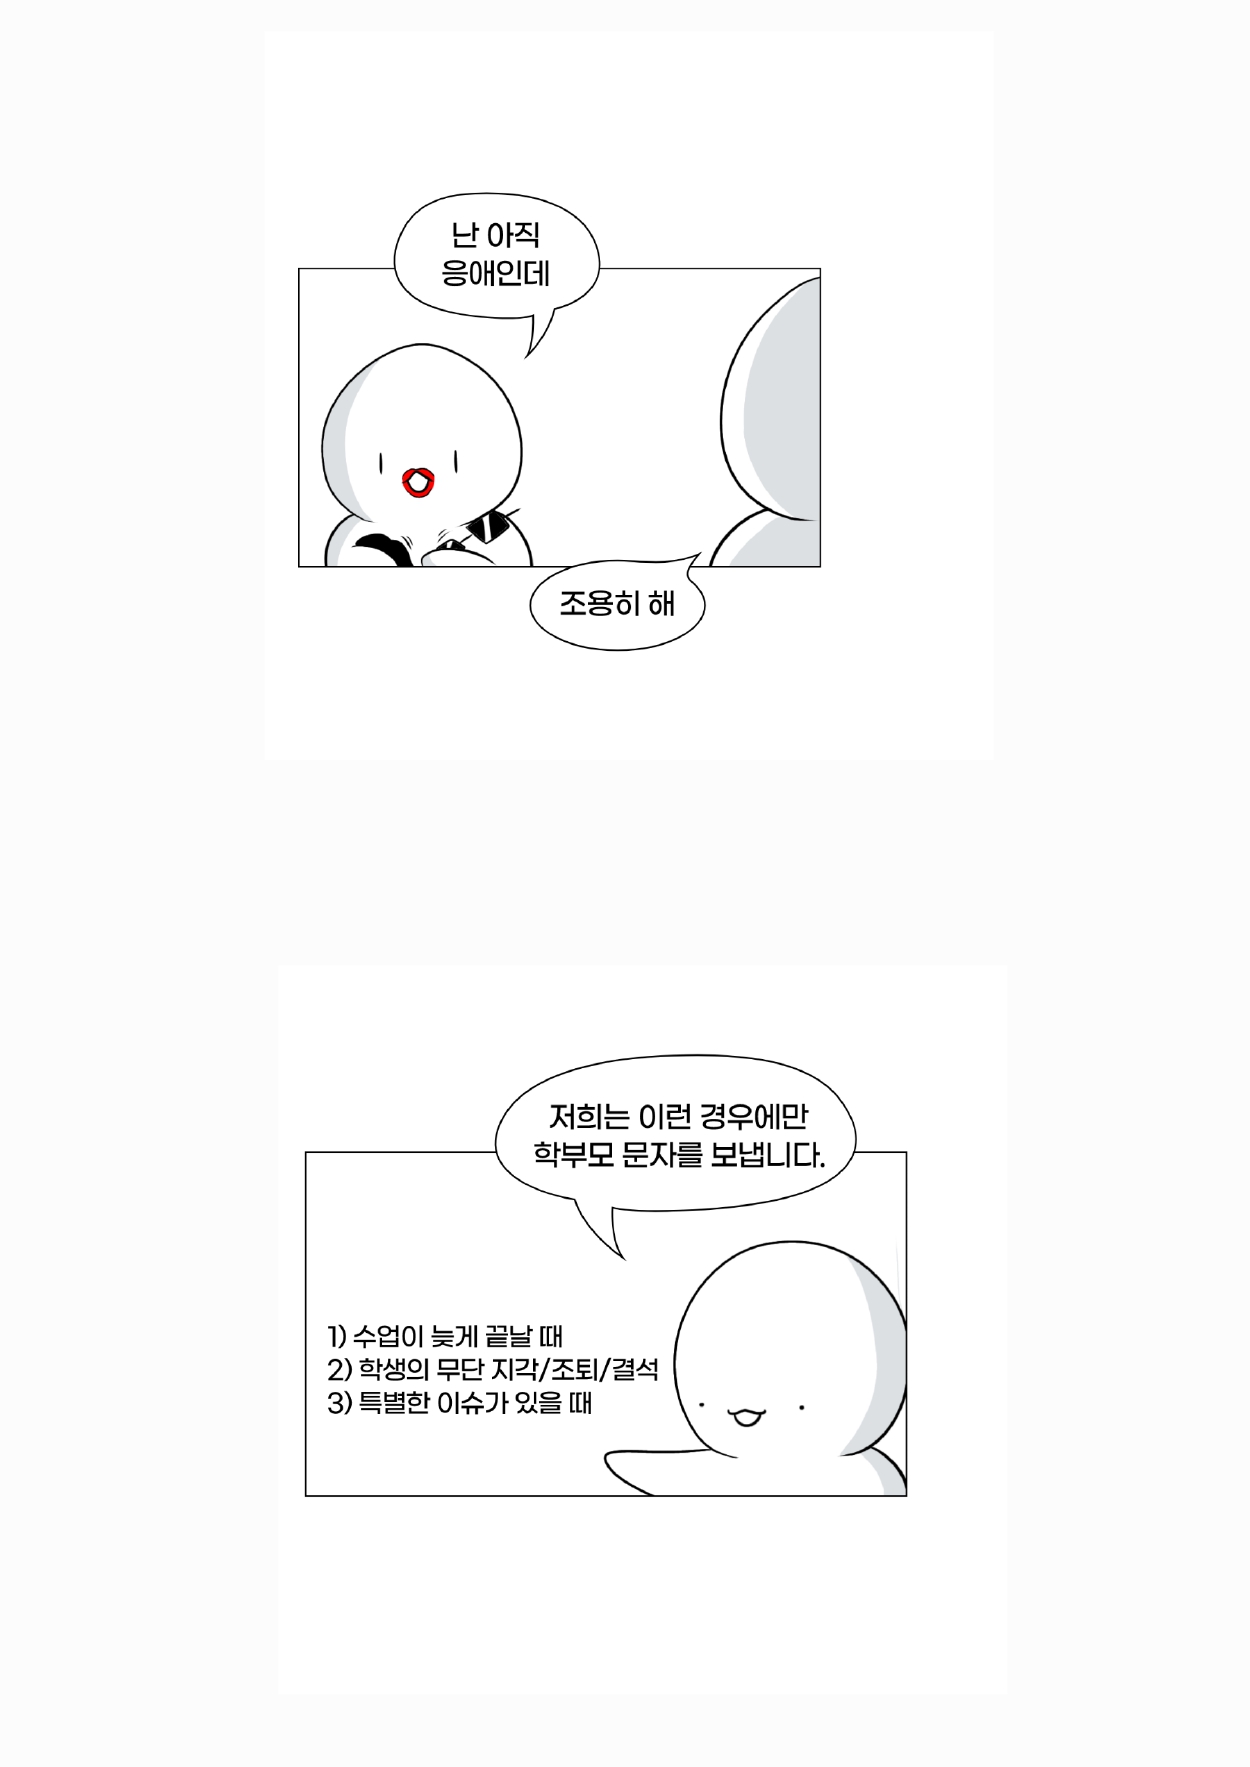 난 아직
응애인데
조용히 해
저희는 이런 경우에만
학부모 문자를 보냅니다.
1) 수업이 늦게 끝날 때
2) 학생의 무단 지각/조퇴/결석
3) 특별한 이슈가 있을 때